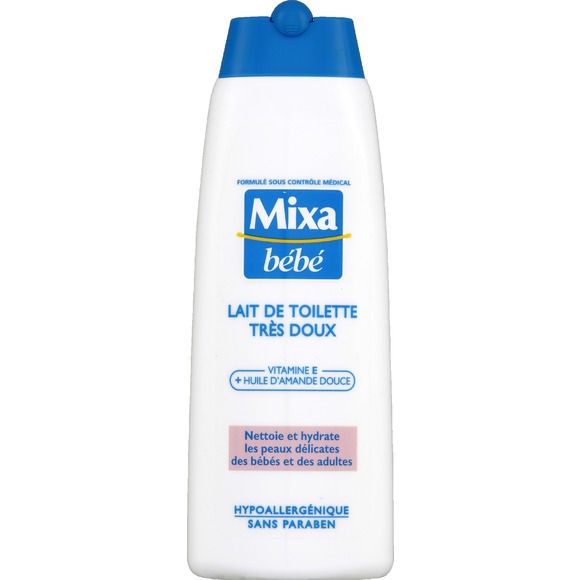 FORMULÉ SOUS CONTRÔLE MÉDICAL
Mixa
bébé
LAIT DE TOILETTE
TRÈS DOUX
VITAMINE E
+ HUILE D'AMANDE DOUCE
Nettoie et hydrate
les peaux délicates
des bébés et des adultes
HYPOALLERGÉNIQUE
SANS PARABEN